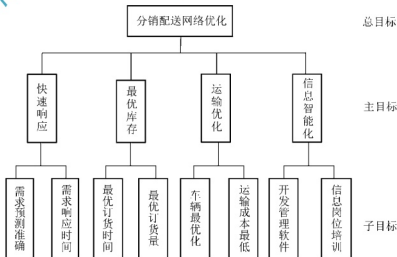 分销配送网络优化
总目标
快速响应
最优库存
运输优化
信息智能化
主目标
需求预测准确
需求响应时间
最优订货时间
最优订货量
车辆最优化
运输成本最低
开发管理软件
信息岗位培训
子目标